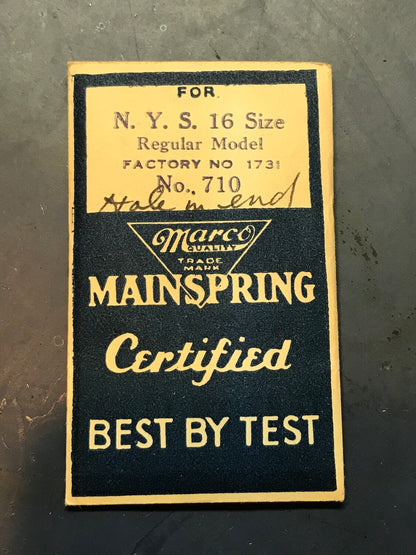 FOR
N. Y. S. 16 Size
Regular Model
FACTORY NO 1731
No. 710
Hole in end
Marco
QUALITY
TRADE
MARK
MAINSPRING
Certified
BEST BY TEST